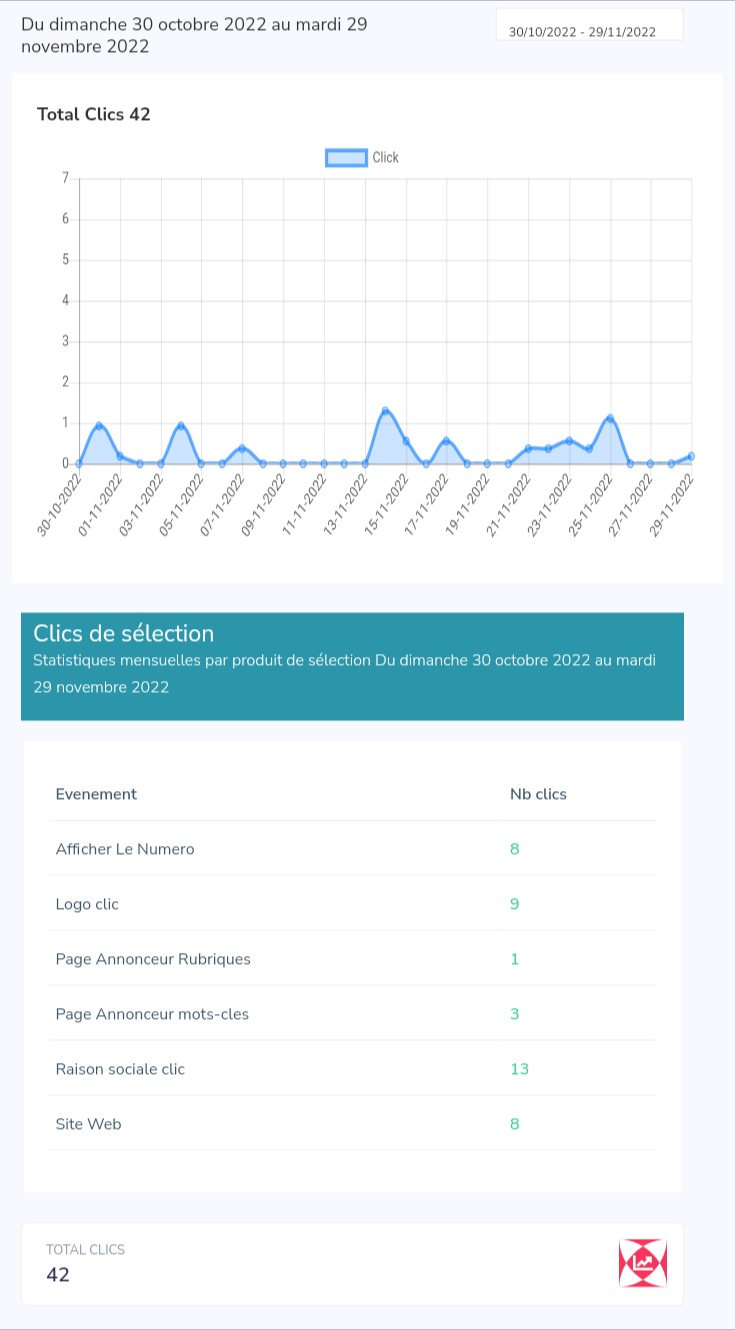 Du dimanche 30 octobre 2022 au mardi 29
novembre 2022
30/10/2022 - 29/11/2022
Total Clics 42
Click
7
6
5
4
3
2
1
0
30-10-2022
01-11-2022
03-11-2022
05-11-2022
07-11-2022
09-11-2022
11-11-2022
13-11-2022
15-11-2022
17-11-2022
19-11-2022
21-11-2022
23-11-2022
25-11-2022
27-11-2022
29-11-2022
Clics de sélection
Statistiques mensuelles par produit de sélection Du dimanche 30 octobre 2022 au mardi
29 novembre 2022
Evenement Nb clics
Afficher Le Numero 8
Logo clic 9
Page Annonceur Rubriques 1
Page Annonceur mots-cles 3
Raison sociale clic 13
Site Web 8
TOTAL CLICS
42